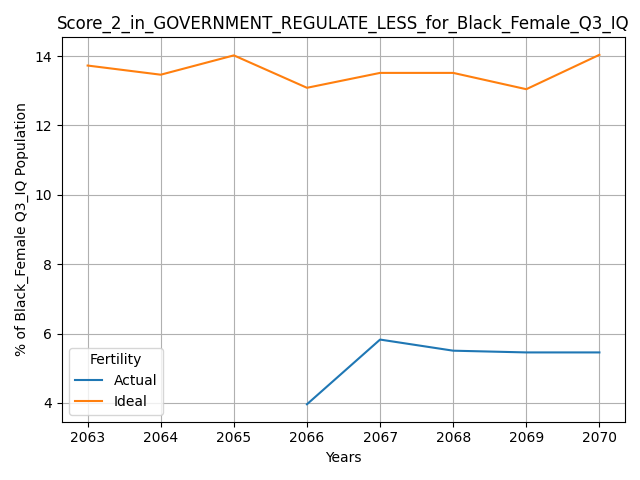 Score_2_in_GOVERNMENT_REGULATE_LESS_for_Black_Female_Q3_IQ
% of Black_Female Q3_IQ Population
14
12
10
8
6
4
Fertility
Actual
Ideal
2063 2064 2065 2066 2067 2068 2069 2070
Years